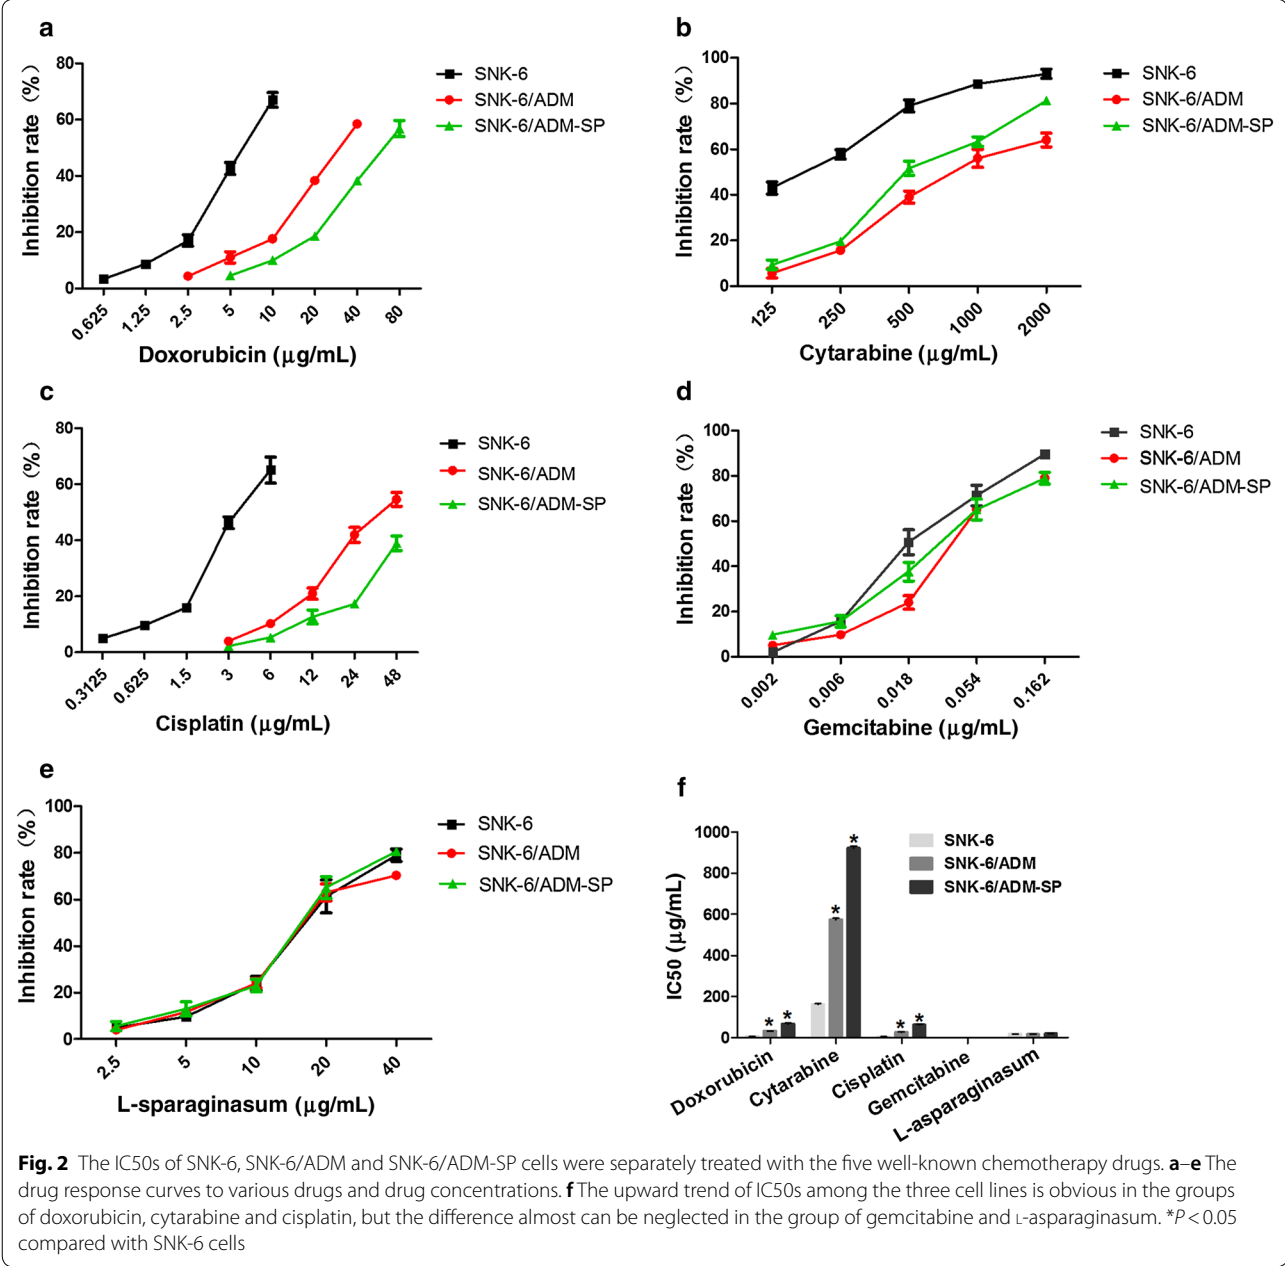 a
80
60
40
20
0
Inhibition rate (%)
0.625 1.25 2.5 5 10 20 40 80
Doxorubicin (μg/mL)
SNK-6
SNK-6/ADM
SNK-6/ADM-SP
b
100
80
60
40
20
0
Inhibition rate (%)
125 250 500 1000 2000
Cytarabine (μg/mL)
SNK-6
SNK-6/ADM
SNK-6/ADM-SP
c
80
60
40
20
0
Inhibition rate (%)
0.3125 0.625 1.5 3 6 12 24 48
Cisplatin (μg/mL)
SNK-6
SNK-6/ADM
SNK-6/ADM-SP
d
100
80
60
40
20
0
Inhibition rate (%)
0.002 0.006 0.018 0.054 0.162
Gemcitabine (μg/mL)
SNK-6
SNK-6/ADM
SNK-6/ADM-SP
e
100
80
60
40
20
0
Inhibition rate (%)
2.5 5 10 20 40
L-sparaginasum (μg/mL)
SNK-6
SNK-6/ADM
SNK-6/ADM-SP
f
1000
800
600
400
200
0
IC50 (μg/mL)
* * * * * *
Doxorubicin Cytarabine Cisplatin Gemcitabine L-asparaginasum
SNK-6
SNK-6/ADM
SNK-6/ADM-SP
Fig. 2 The IC50s of SNK-6, SNK-6/ADM and SNK-6/ADM-SP cells were separately treated with the five well-known chemotherapy drugs. a–e The
drug response curves to various drugs and drug concentrations. f The upward trend of IC50s among the three cell lines is obvious in the groups
of doxorubicin, cytarabine and cisplatin, but the difference almost can be neglected in the group of gemcitabine and L-asparaginasum. *P < 0.05
compared with SNK-6 cells